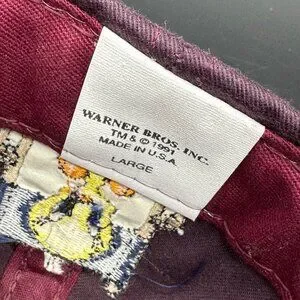 WARNER BROS. INC.
TM & © 1991
MADE IN U.S.A
LARGE